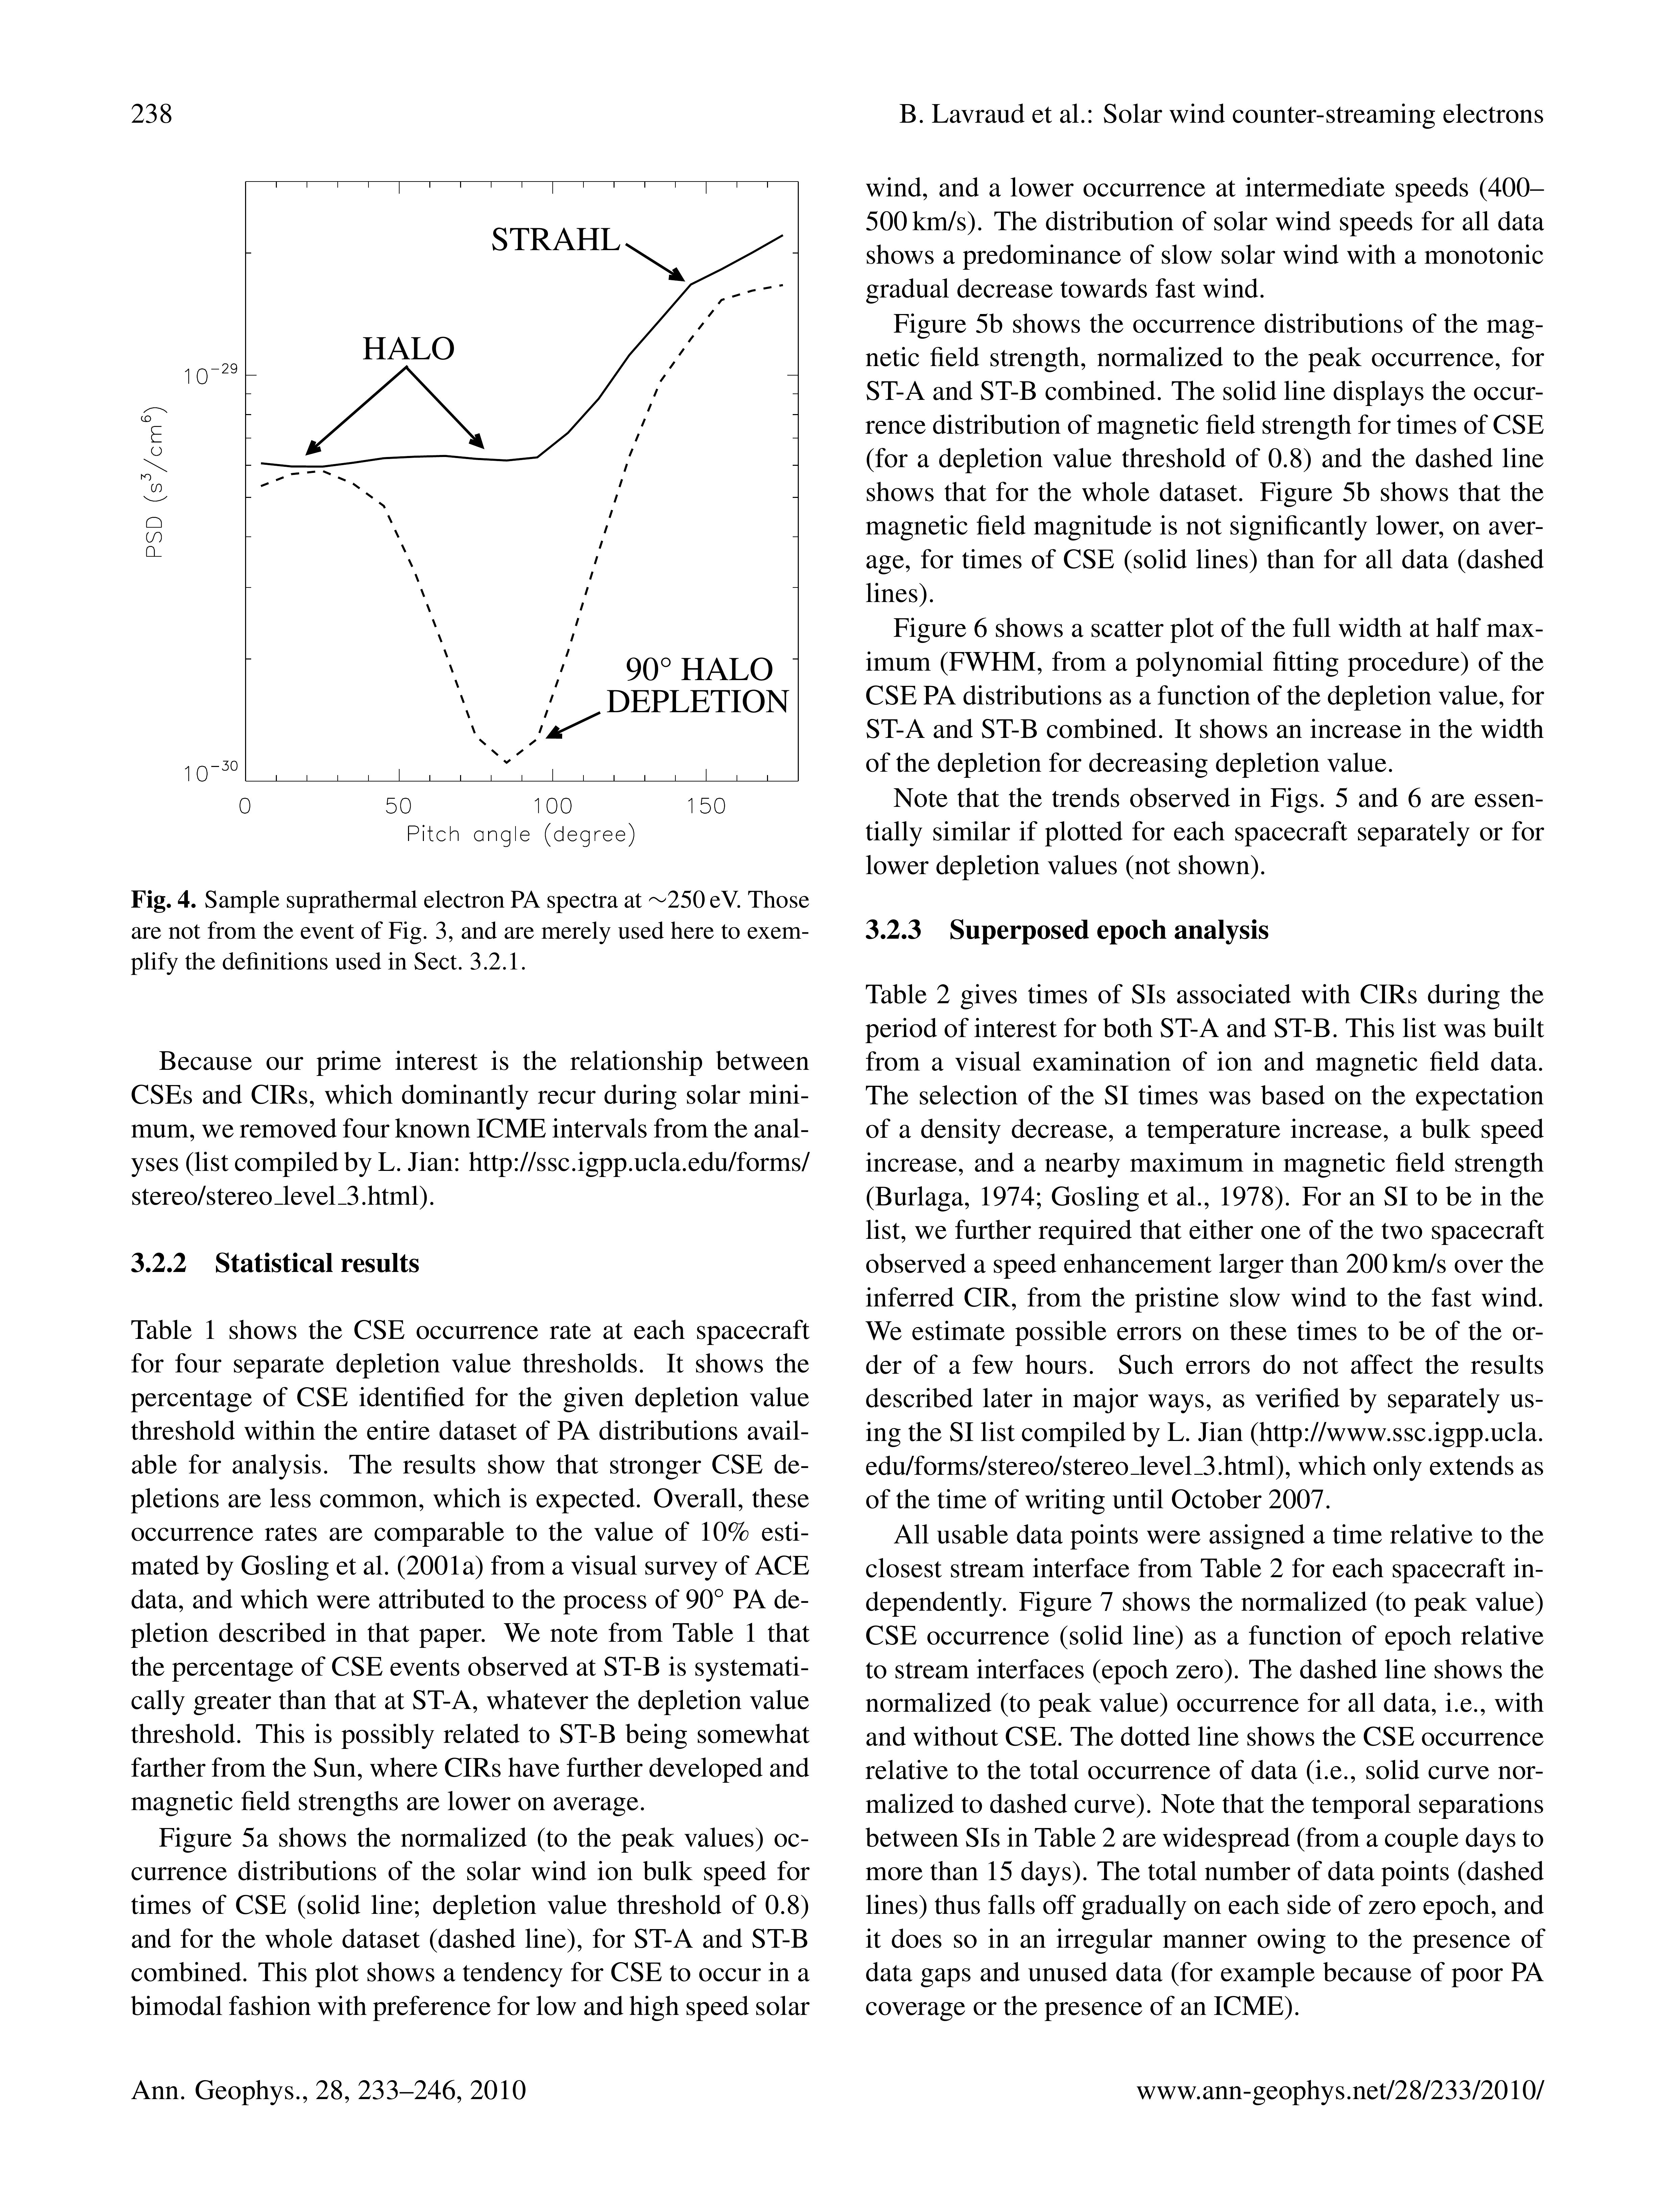 238
B. Lavraud et al.: Solar wind counter-streaming electrons
STRAHL
HALO
90° HALO
DEPLETION
10⁻²⁹
10⁻³⁰
PSD (s³/cm⁶)
0 50 100 150
Pitch angle (degree)
Fig. 4. Sample suprathermal electron PA spectra at ∼250 eV. Those
are not from the event of Fig. 3, and are merely used here to exem-
plify the definitions used in Sect. 3.2.1.
Because our prime interest is the relationship between
CSEs and CIRs, which dominantly recur during solar mini-
mum, we removed four known ICME intervals from the anal-
yses (list compiled by L. Jian: http://ssc.igpp.ucla.edu/forms/
stereo/stereo_level_3.html).
3.2.2 Statistical results
Table 1 shows the CSE occurrence rate at each spacecraft
for four separate depletion value thresholds. It shows the
percentage of CSE identified for the given depletion value
threshold within the entire dataset of PA distributions avail-
able for analysis. The results show that stronger CSE de-
pletions are less common, which is expected. Overall, these
occurrence rates are comparable to the value of 10% esti-
mated by Gosling et al. (2001a) from a visual survey of ACE
data, and which were attributed to the process of 90° PA de-
pletion described in that paper. We note from Table 1 that
the percentage of CSE events observed at ST-B is systemati-
cally greater than that at ST-A, whatever the depletion value
threshold. This is possibly related to ST-B being somewhat
farther from the Sun, where CIRs have further developed and
magnetic field strengths are lower on average.
Figure 5a shows the normalized (to the peak values) oc-
currence distributions of the solar wind ion bulk speed for
times of CSE (solid line; depletion value threshold of 0.8)
and for the whole dataset (dashed line), for ST-A and ST-B
combined. This plot shows a tendency for CSE to occur in a
bimodal fashion with preference for low and high speed solar
wind, and a lower occurrence at intermediate speeds (400–
500 km/s). The distribution of solar wind speeds for all data
shows a predominance of slow solar wind with a monotonic
gradual decrease towards fast wind.
Figure 5b shows the occurrence distributions of the mag-
netic field strength, normalized to the peak occurrence, for
ST-A and ST-B combined. The solid line displays the occur-
rence distribution of magnetic field strength for times of CSE
(for a depletion value threshold of 0.8) and the dashed line
shows that for the whole dataset. Figure 5b shows that the
magnetic field magnitude is not significantly lower, on aver-
age, for times of CSE (solid lines) than for all data (dashed
lines).
Figure 6 shows a scatter plot of the full width at half max-
imum (FWHM, from a polynomial fitting procedure) of the
CSE PA distributions as a function of the depletion value, for
ST-A and ST-B combined. It shows an increase in the width
of the depletion for decreasing depletion value.
Note that the trends observed in Figs. 5 and 6 are essen-
tially similar if plotted for each spacecraft separately or for
lower depletion values (not shown).
3.2.3 Superposed epoch analysis
Table 2 gives times of SIs associated with CIRs during the
period of interest for both ST-A and ST-B. This list was built
from a visual examination of ion and magnetic field data.
The selection of the SI times was based on the expectation
of a density decrease, a temperature increase, a bulk speed
increase, and a nearby maximum in magnetic field strength
(Burlaga, 1974; Gosling et al., 1978). For an SI to be in the
list, we further required that either one of the two spacecraft
observed a speed enhancement larger than 200 km/s over the
inferred CIR, from the pristine slow wind to the fast wind.
We estimate possible errors on these times to be of the or-
der of a few hours. Such errors do not affect the results
described later in major ways, as verified by separately us-
ing the SI list compiled by L. Jian (http://www.ssc.igpp.ucla.
edu/forms/stereo/stereo_level_3.html), which only extends as
of the time of writing until October 2007.
All usable data points were assigned a time relative to the
closest stream interface from Table 2 for each spacecraft in-
dependently. Figure 7 shows the normalized (to peak value)
CSE occurrence (solid line) as a function of epoch relative
to stream interfaces (epoch zero). The dashed line shows the
normalized (to peak value) occurrence for all data, i.e., with
and without CSE. The dotted line shows the CSE occurrence
relative to the total occurrence of data (i.e., solid curve nor-
malized to dashed curve). Note that the temporal separations
between SIs in Table 2 are widespread (from a couple days to
more than 15 days). The total number of data points (dashed
lines) thus falls off gradually on each side of zero epoch, and
it does so in an irregular manner owing to the presence of
data gaps and unused data (for example because of poor PA
coverage or the presence of an ICME).
Ann. Geophys., 28, 233–246, 2010
www.ann-geophys.net/28/233/2010/